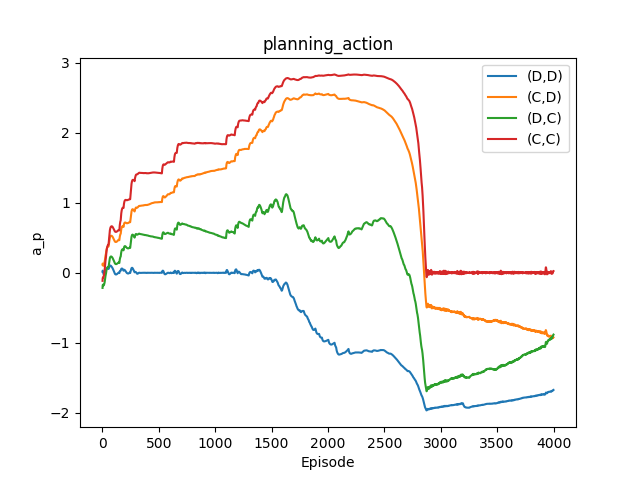 planning_action
3
2
1
0
−1
−2
a_p
(D,D)
(C,D)
(D,C)
(C,C)
0 500 1000 1500 2000 2500 3000 3500 4000
Episode